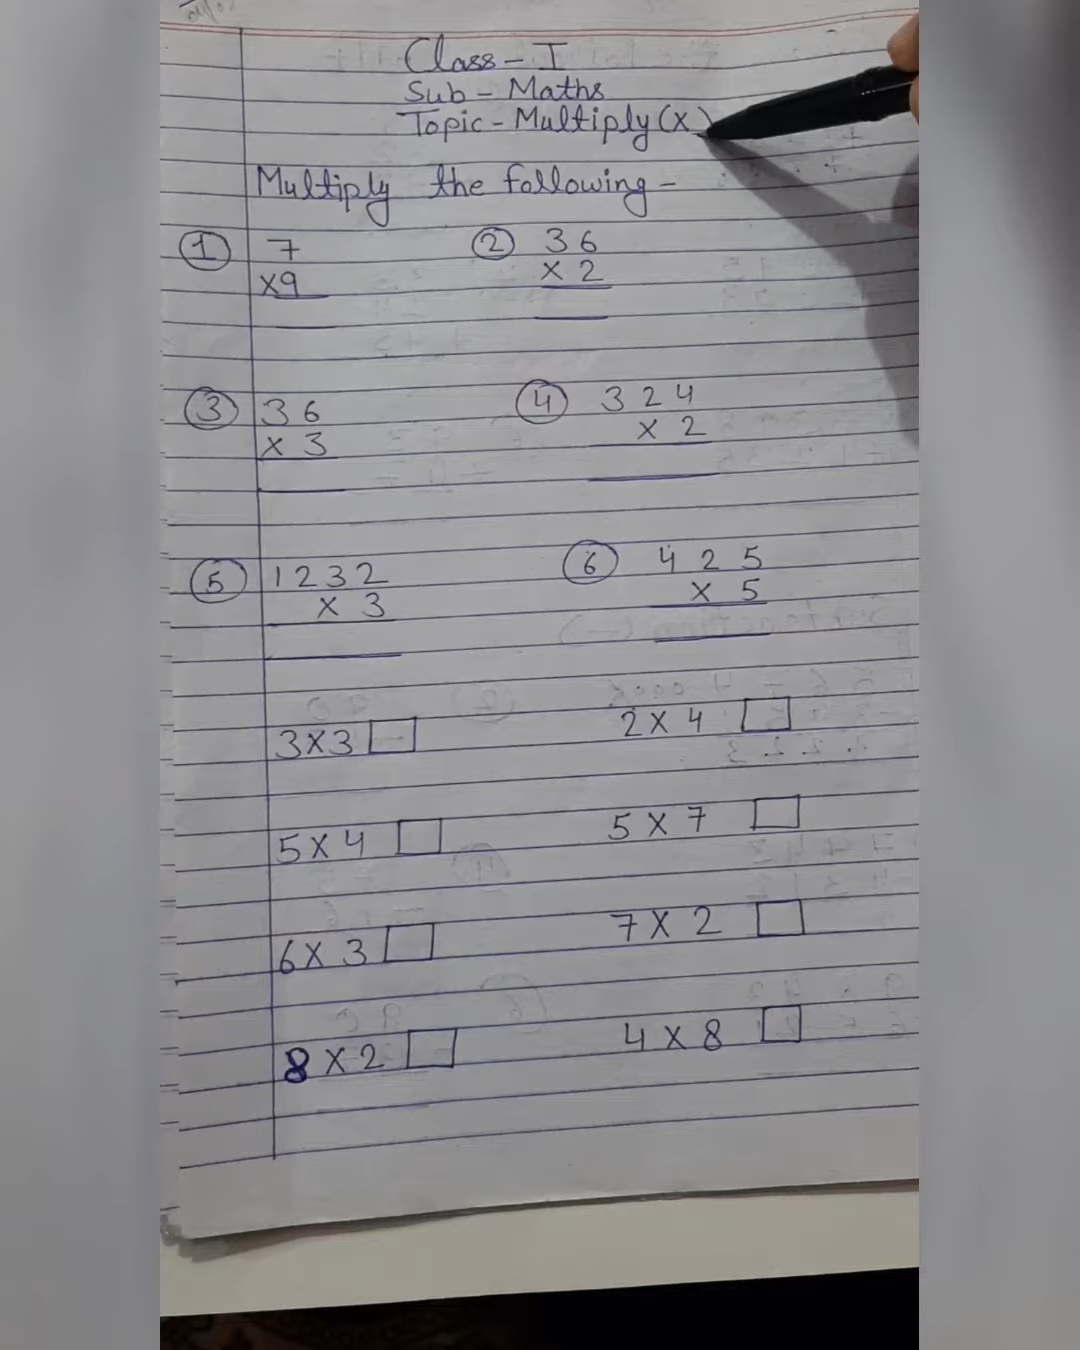 Class - I
Sub - Maths
Topic - Multiply (x)
Multiply the following -
1 7 2 36
x9 x 2
3 36 4 324
x 3 x 2
5 1232 6 425
x 3 x 5
3x3 2x4
5x4 5x7
6x3 7x2
8x2 4x8